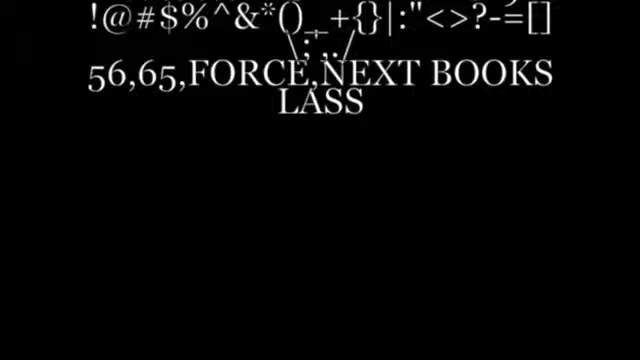 !@#$%^&*()_+{}|:"<>?-=[]
\;',./
56,65,FORCE,NEXT BOOKS
LASS